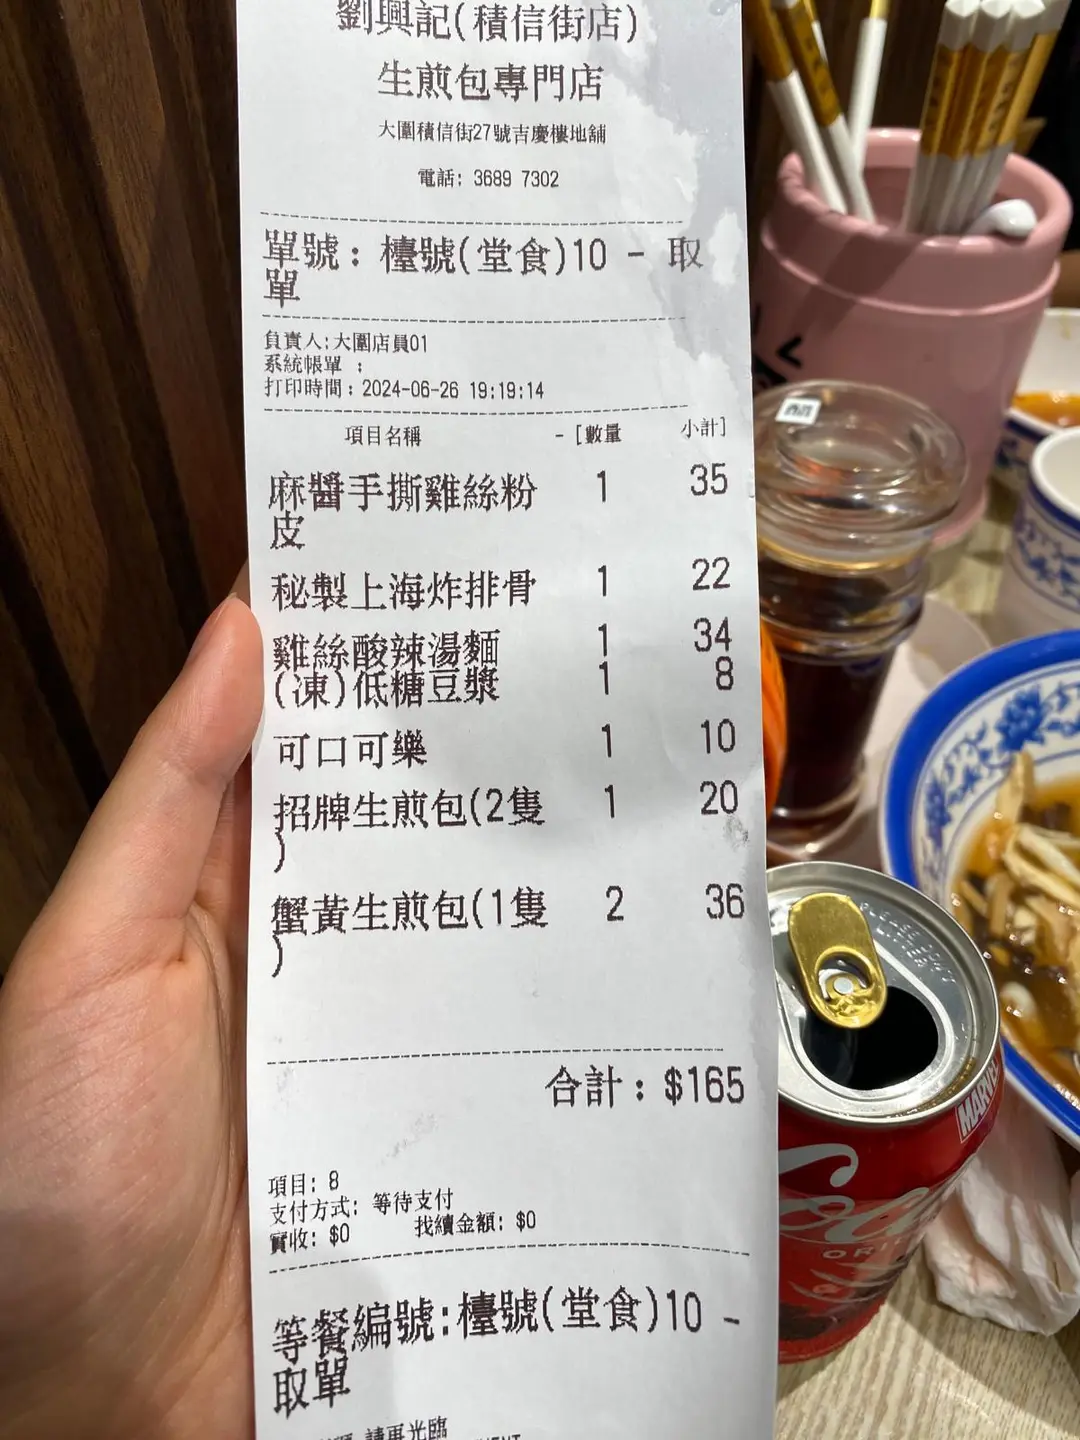 劉興記(積信街店)
生煎包專門店
大圍積信街27號吉慶樓地舖
電話: 3689 7302
單號: 檯號(堂食)10 - 取
單
負責人:大圍店員01
系統帳單 :
打印時間: 2024-06-26 19:19:14
項目名稱 -[數量 小計]
麻醬手撕雞絲粉 1 35
皮
秘製上海炸排骨 1 22
雞絲酸辣湯麵 1 34
(凍)低糖豆漿 1 8
可口可樂 1 10
招牌生煎包(2隻 1 20
)
蟹黃生煎包(1隻 2 36
)
合計: $165
項目: 8
支付方式: 等待支付
實收: $0 找續金額: $0
等餐編號:檯號(堂食)10 -
取單
請再光臨
PLEASE DON'T
LITTER
MARV